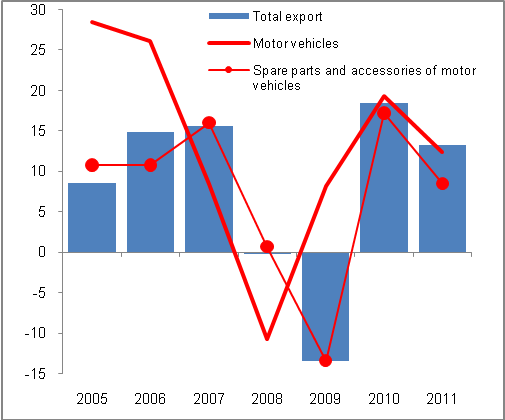 30
25
20
15
10
5
0
-5
-10
-15
Total export
Motor vehicles
Spare parts and accessories of motor
vehicles
2005 2006 2007 2008 2009 2010 2011